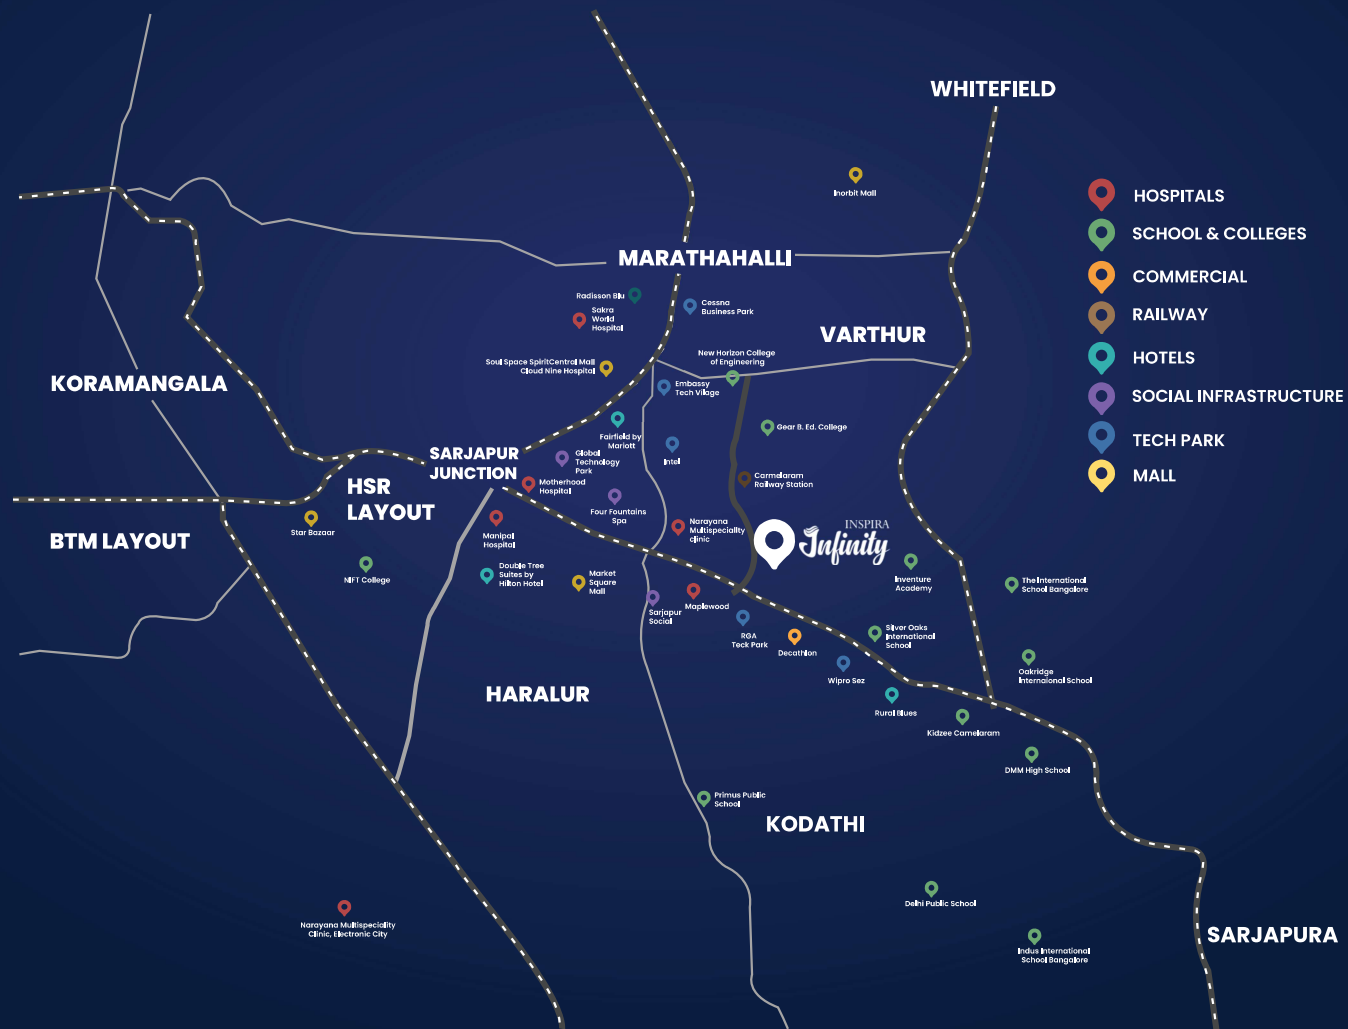 WHITEFIELD
Inorbit Mall
HOSPITALS
SCHOOL & COLLEGES
COMMERCIAL
RAILWAY
HOTELS
SOCIAL INFRASTRUCTURE
TECH PARK
MALL
MARATHAHALLI
Radisson Blu
Sakra
World
Hospital
Cessna
Business Park
VARTHUR
New Horizon College
of Engineering
Soul Space SpiritCentral Mall
Cloud Nine Hospital
Embassy
Tech Vilage
KORAMANGALA
Fairfield by
Mariott
Gear B. Ed. College
Intel
SARJAPUR
JUNCTION
Global
Technology
Park
Motherhood
Hospital
Carmelaram
Railway Station
HSR
LAYOUT
Four Fountains
Spa
Star Bazaar
Manipal
Hospital
Narayana
Multispeciallty
clinic
INSPIRA
Infinity
BTM LAYOUT
NIFT College
Double Tree
Suites by
Hilton Hotel
Market
Square
Mall
Inventure
Academy
The International
School Bangalore
Sarjapur
Social
Maplewood
RGA
Teck Park
Decathlon
Silver Oaks
International
School
Wipro Sez
Oakridge
Internaional School
HARALUR
Rural Blues
Kidzee Camelaram
DMM High School
Primus Public
School
KODATHI
Delhi Public School
Narayana Multispeciality
Clinic, Electronic City
Indus International
School Bangalore
SARJAPURA